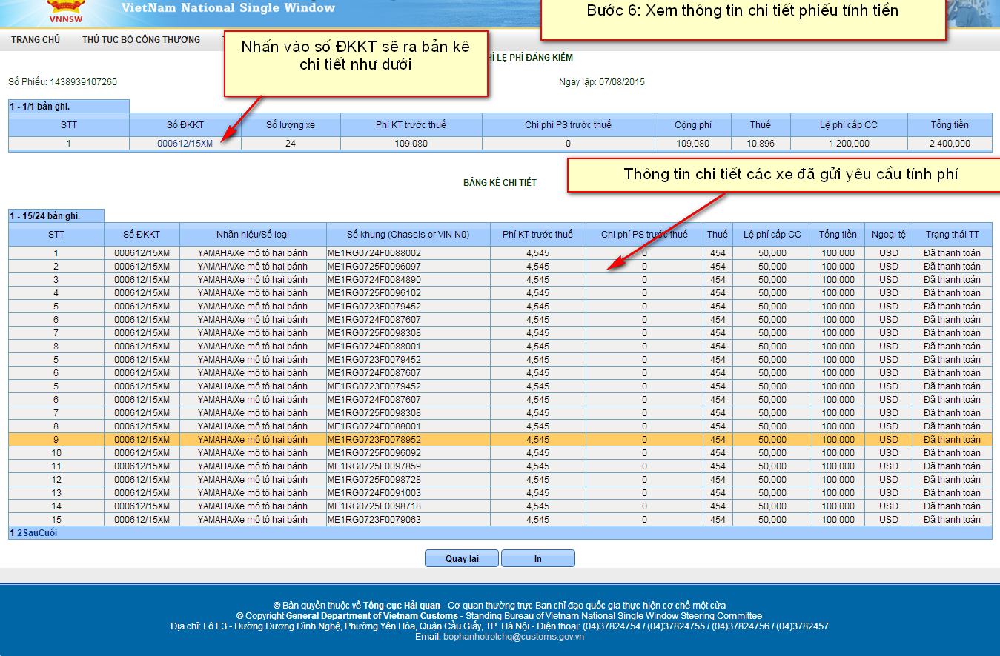 VNNSW
VietNam National Single Window
Bước 6: Xem thông tin chi tiết phiếu tính tiền
TRANG CHỦ THỦ TỤC BỘ CÔNG THƯƠNG
Nhấn vào số ĐKKT sẽ ra bản kê
chi tiết như dưới
LỆ PHÍ ĐĂNG KIỂM
Số Phiếu: 1438939107260 Ngày lập: 07/08/2015
1 - 1/1 bản ghi.
STT Số ĐKKT Số lượng xe Phí KT trước thuế Chi phí PS trước thuế Cộng phí Thuế Lệ phí cấp CC Tổng tiền
1 000612/15XM 24 109,080 0 109,080 10,896 1,200,000 2,400,000
Thông tin chi tiết các xe đã gửi yêu cầu tính phí
BẢNG KÊ CHI TIẾT
1 - 15/24 bản ghi.
STT Số ĐKKT Nhãn hiệu/Số loại Số khung (Chassis or VIN N0) Phí KT trước thuế Chi phí PS trước thuế Thuế Lệ phí cấp CC Tổng tiền Ngoại tệ Trạng thái TT
1 000612/15XM YAMAHA/Xe mô tô hai bánh ME1RG0724F0088002 4,545 0 454 50,000 100,000 USD Đã thanh toán
2 000612/15XM YAMAHA/Xe mô tô hai bánh ME1RG0725F0096097 4,545 0 454 50,000 100,000 USD Đã thanh toán
3 000612/15XM YAMAHA/Xe mô tô hai bánh ME1RG0724F0084890 4,545 0 454 50,000 100,000 USD Đã thanh toán
4 000612/15XM YAMAHA/Xe mô tô hai bánh ME1RG0725F0096102 4,545 0 454 50,000 100,000 USD Đã thanh toán
5 000612/15XM YAMAHA/Xe mô tô hai bánh ME1RG0723F0079452 4,545 0 454 50,000 100,000 USD Đã thanh toán
6 000612/15XM YAMAHA/Xe mô tô hai bánh ME1RG0724F0087607 4,545 0 454 50,000 100,000 USD Đã thanh toán
7 000612/15XM YAMAHA/Xe mô tô hai bánh ME1RG0725F0098308 4,545 0 454 50,000 100,000 USD Đã thanh toán
8 000612/15XM YAMAHA/Xe mô tô hai bánh ME1RG0724F0088001 4,545 0 454 50,000 100,000 USD Đã thanh toán
5 000612/15XM YAMAHA/Xe mô tô hai bánh ME1RG0723F0079452 4,545 0 454 50,000 100,000 USD Đã thanh toán
6 000612/15XM YAMAHA/Xe mô tô hai bánh ME1RG0724F0087607 4,545 0 454 50,000 100,000 USD Đã thanh toán
5 000612/15XM YAMAHA/Xe mô tô hai bánh ME1RG0723F0079452 4,545 0 454 50,000 100,000 USD Đã thanh toán
6 000612/15XM YAMAHA/Xe mô tô hai bánh ME1RG0724F0087607 4,545 0 454 50,000 100,000 USD Đã thanh toán
7 000612/15XM YAMAHA/Xe mô tô hai bánh ME1RG0725F0098308 4,545 0 454 50,000 100,000 USD Đã thanh toán
8 000612/15XM YAMAHA/Xe mô tô hai bánh ME1RG0724F0088001 4,545 0 454 50,000 100,000 USD Đã thanh toán
9 000612/15XM YAMAHA/Xe mô tô hai bánh ME1RG0723F0078952 4,545 0 454 50,000 100,000 USD Đã thanh toán
10 000612/15XM YAMAHA/Xe mô tô hai bánh ME1RG0725F0096092 4,545 0 454 50,000 100,000 USD Đã thanh toán
11 000612/15XM YAMAHA/Xe mô tô hai bánh ME1RG0725F0097859 4,545 0 454 50,000 100,000 USD Đã thanh toán
12 000612/15XM YAMAHA/Xe mô tô hai bánh ME1RG0725F0098728 4,545 0 454 50,000 100,000 USD Đã thanh toán
13 000612/15XM YAMAHA/Xe mô tô hai bánh ME1RG0724F0091003 4,545 0 454 50,000 100,000 USD Đã thanh toán
14 000612/15XM YAMAHA/Xe mô tô hai bánh ME1RG0725F0098718 4,545 0 454 50,000 100,000 USD Đã thanh toán
15 000612/15XM YAMAHA/Xe mô tô hai bánh ME1RG0723F0079063 4,545 0 454 50,000 100,000 USD Đã thanh toán
1 2SauCuối
Quay lại In
© Bản quyền thuộc về Tổng cục Hải quan - Cơ quan thường trực Ban chỉ đạo quốc gia thực hiện cơ chế một cửa
© Copyright General Department of Vietnam Customs - Standing Bureau of Vietnam National Single Window Steering Committee
Địa chỉ: Lô E3 - Đường Dương Đình Nghệ, Phường Yên Hòa, Quận Cầu Giấy, TP. Hà Nội - Điện thoại: (04)37824754 / (04)37824755 / (04)37824756 / (04)3782457
Email: bophanhotrotchq@customs.gov.vn